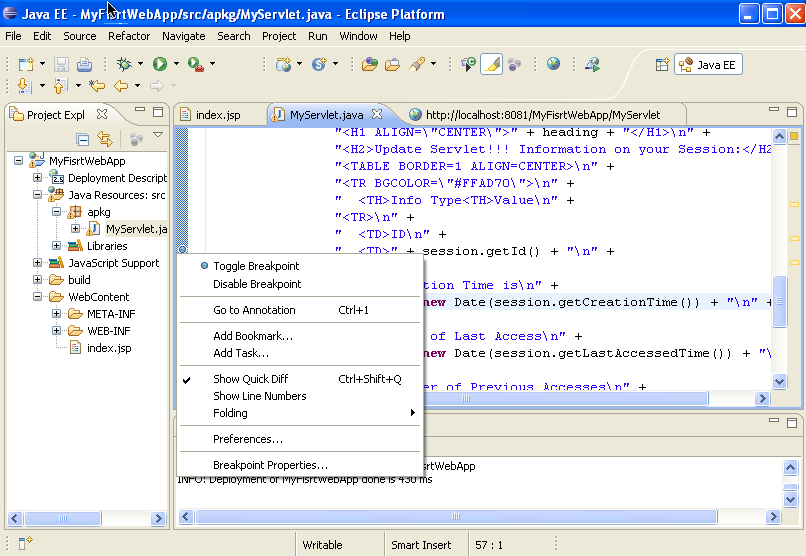 Java EE - MyFisrtWebApp/src/apkg/MyServlet.java - Eclipse Platform
File Edit Source Refactor Navigate Search Project Run Window Help
Java EE
Project Expl
index.jsp
MyServlet.java
http://localhost:8081/MyFisrtWebApp/MyServlet
MyFisrtWebApp
Deployment Descript
Java Resources: src
apkg
MyServlet.ja
Libraries
JavaScript Support
build
WebContent
META-INF
WEB-INF
index.jsp
"<H1 ALIGN=\"CENTER\">" + heading + "</H1>\n" +
"<H2>Update Servlet!!! Information on your Session:</H2
"<TABLE BORDER=1 ALIGN=CENTER>\n" +
"<TR BGCOLOR=\"#FFAD70\">\n" +
"  <TH>Info Type<TH>Value\n" +
"<TR>\n" +
"  <TD>ID\n" +
"  <TD>" + session.getId() + "\n" +
tion Time is\n" +
new Date(session.getCreationTime()) + "\n" +
of Last Access\n" +
new Date(session.getLastAccessedTime()) + "\
er of Previous Accesses\n" +
Toggle Breakpoint
Disable Breakpoint
Go to Annotation Ctrl+1
Add Bookmark...
Add Task...
Show Quick Diff Ctrl+Shift+Q
Show Line Numbers
Folding
Preferences...
Breakpoint Properties...
srtWebApp
INFO: Deployment of MyFisrtWebApp done is 430 ms
Writable Smart Insert 57 : 1